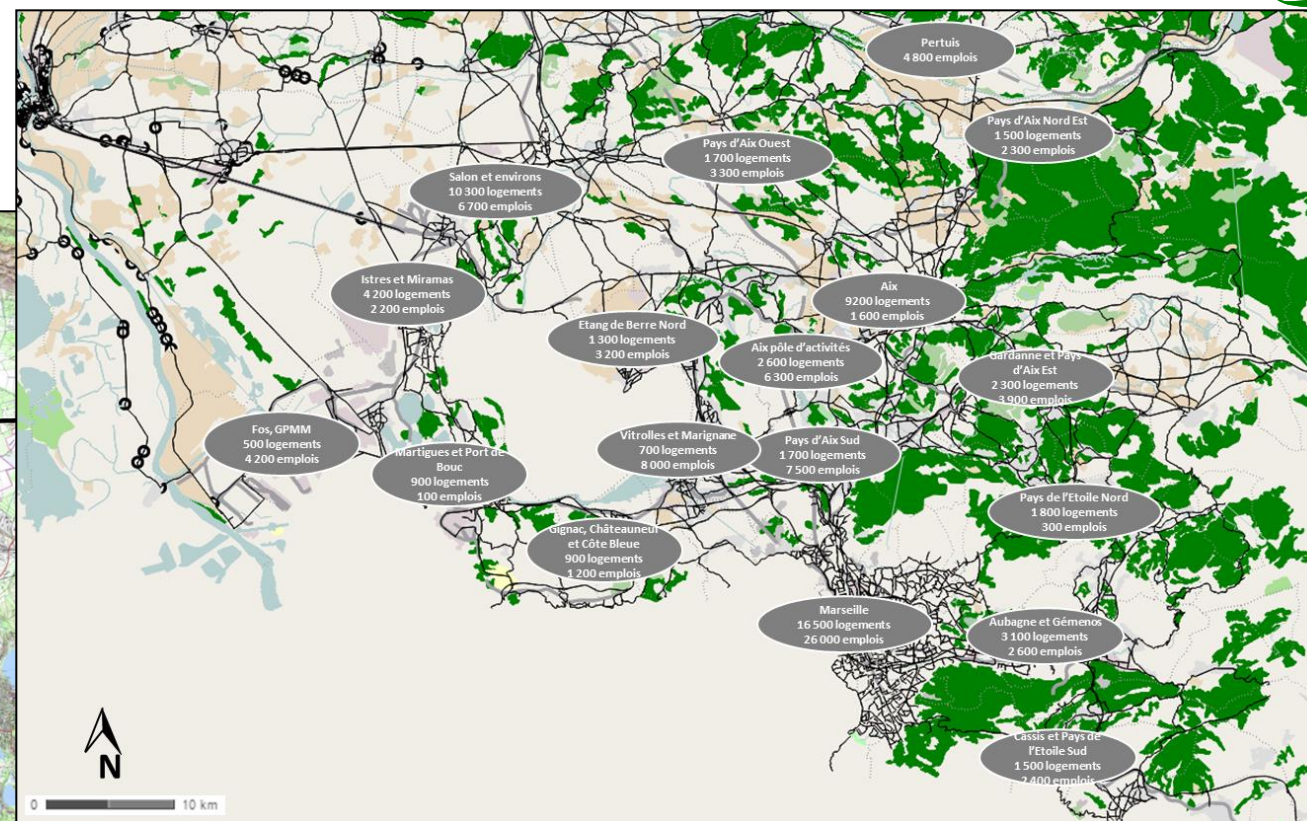 Pertuis
4 800 emplois
Pays d'Aix Nord Est
1 500 logements
2 300 emplois
Pays d'Aix Ouest
1 700 logements
3 300 emplois
Salon et environs
10 300 logements
6 700 emplois
Istres et Miramas
4 200 logements
2 200 emplois
Aix
9200 logements
1 600 emplois
Etang de Berre Nord
1 300 logements
3 200 emplois
Aix pôle d'activités
2 600 logements
6 300 emplois
Gardanne et Pays
d'Aix Est
2 300 logements
3 900 emplois
Fos, GPMM
500 logements
4 200 emplois
Martigues et Port de
Bouc
900 logements
100 emplois
Vitrolles et Marignane
700 logements
8 000 emplois
Pays d'Aix Sud
1 700 logements
7 500 emplois
Pays de l'Etoile Nord
1 800 logements
300 emplois
Gignac, Châteauneuf
et Côte Bleue
900 logements
1 200 emplois
Marseille
16 500 logements
26 000 emplois
Aubagne et Gémenos
3 100 logements
2 600 emplois
Cassis et Pays de
l'Etoile Sud
1 500 logements
2 400 emplois
N
0 10 km